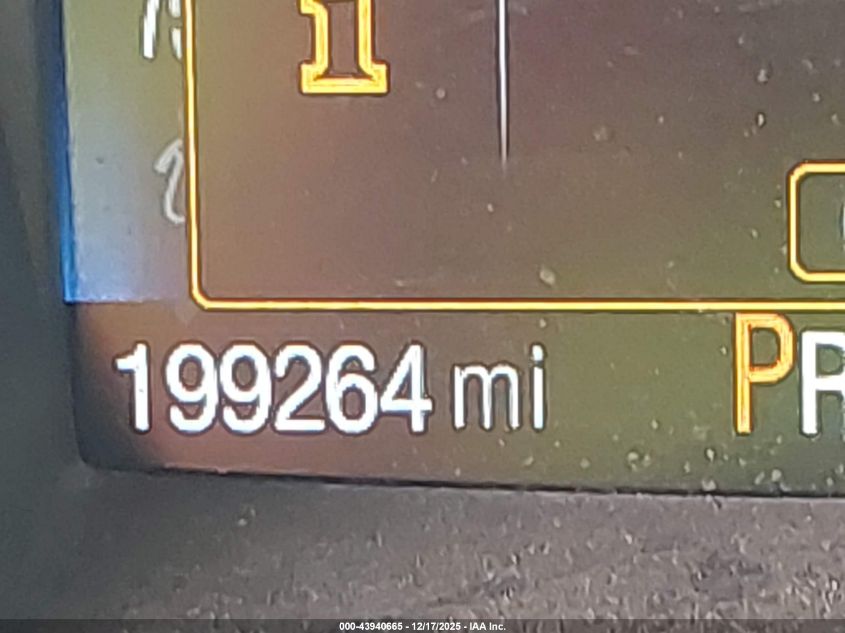 i
199264 mi
PR
000-43940665 - 12/17/2025 - IAA Inc.